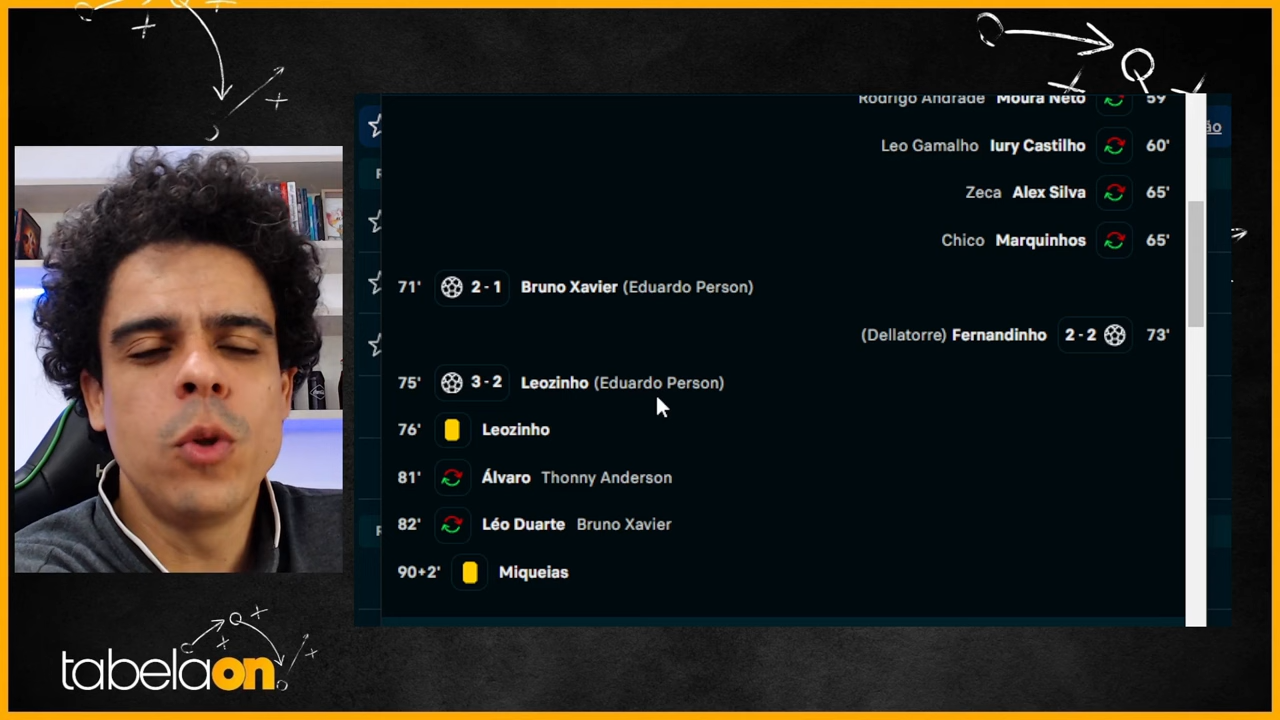 Rodrigo Andrade Moura Neto 59'
ão
Leo Gamalho Iury Castilho 60'
Zeca Alex Silva 65'
Chico Marquinhos 65'
71' 2 - 1 Bruno Xavier (Eduardo Person)
(Dellatorre) Fernandinho 2 - 2 73'
75' 3 - 2 Leozinho (Eduardo Person)
76' Leozinho
81' Álvaro Thonny Anderson
82' Léo Duarte Bruno Xavier
90+2' Miqueias
tabelaon